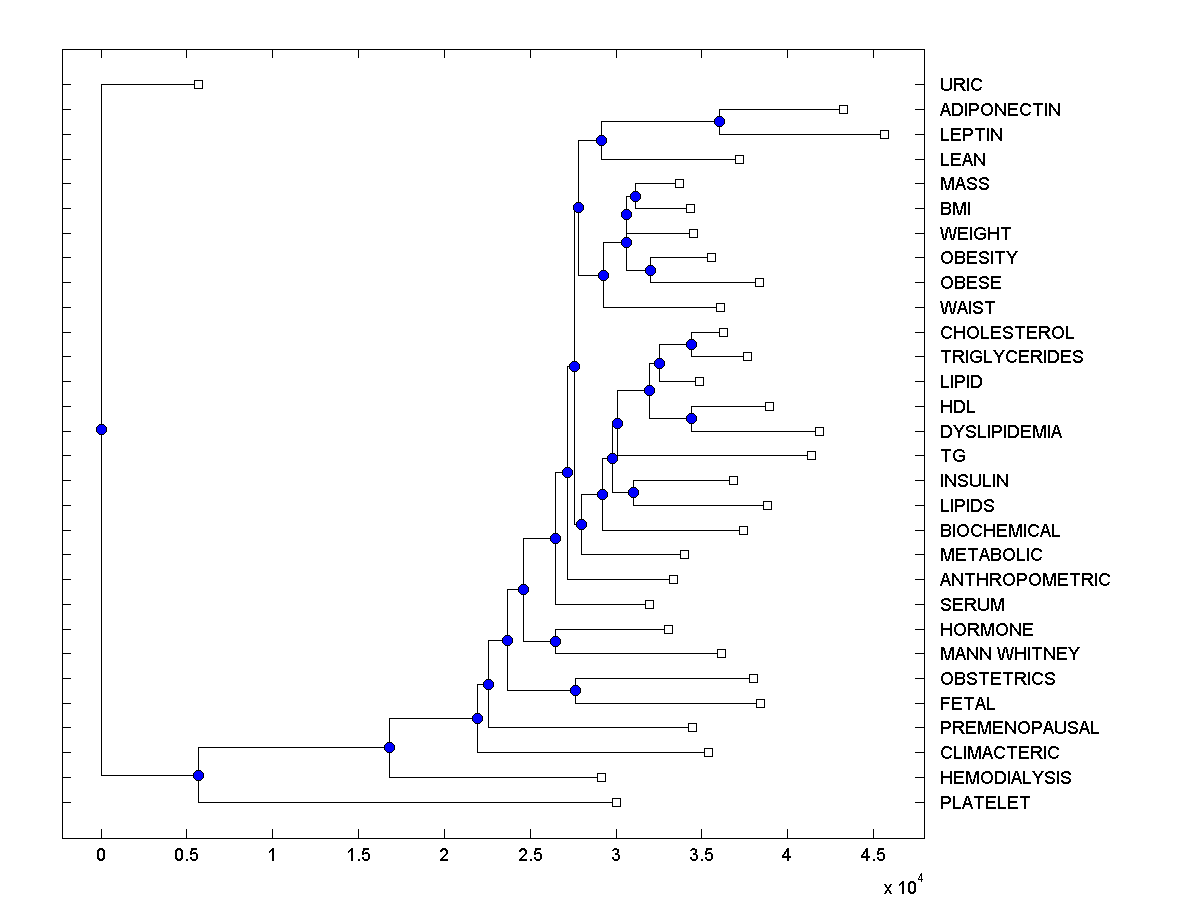 URIC
ADIPONECTIN
LEPTIN
LEAN
MASS
BMI
WEIGHT
OBESITY
OBESE
WAIST
CHOLESTEROL
TRIGLYCERIDES
LIPID
HDL
DYSLIPIDEMIA
TG
INSULIN
LIPIDS
BIOCHEMICAL
METABOLIC
ANTHROPOMETRIC
SERUM
HORMONE
MANN WHITNEY
OBSTETRICS
FETAL
PREMENOPAUSAL
CLIMACTERIC
HEMODIALYSIS
PLATELET
0 0.5 1 1.5 2 2.5 3 3.5 4 4.5
x 10^4